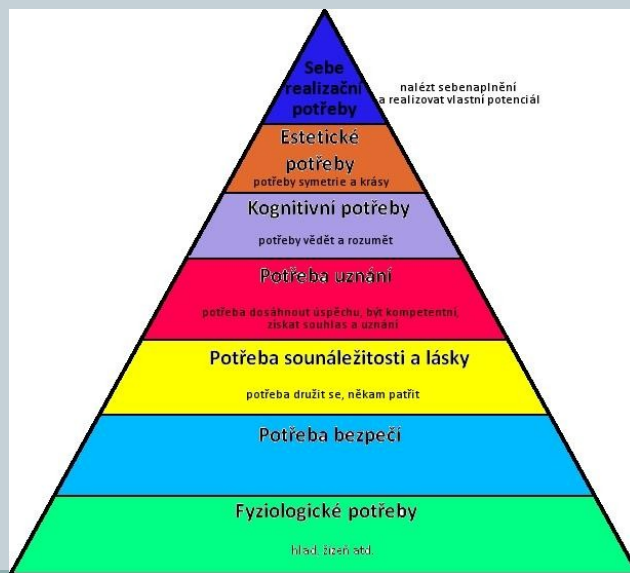 Sebe
realizační
potřeby
nalézt sebenaplnění
a realizovat vlastní potenciál
Estetické
potřeby
potřeby symetrie a krásy
Kognitivní potřeby
potřeby vědět a rozumět
Potřeba uznání
potřeba dosáhnout úspěchu, být kompetentní,
získat souhlas a uznání
Potřeba sounáležitosti a lásky
potřeba družit se, někam patřit
Potřeba bezpečí
Fyziologické potřeby
hlad, žízeň atd.